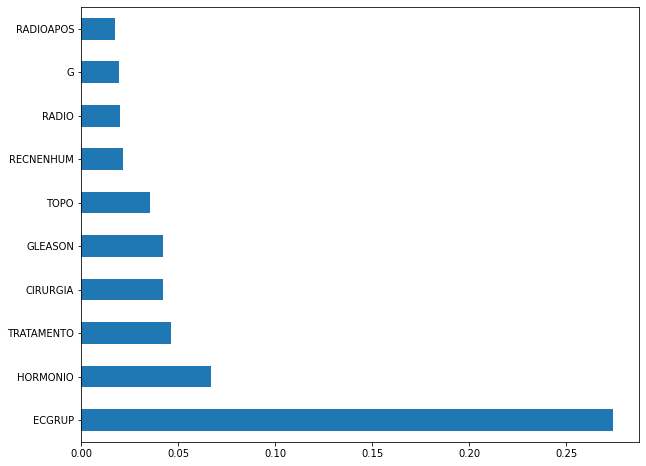 RADIOAPOS
G
RADIO
RECNENHUM
TOPO
GLEASON
CIRURGIA
TRATAMENTO
HORMONIO
ECGRUP
0.00 0.05 0.10 0.15 0.20 0.25